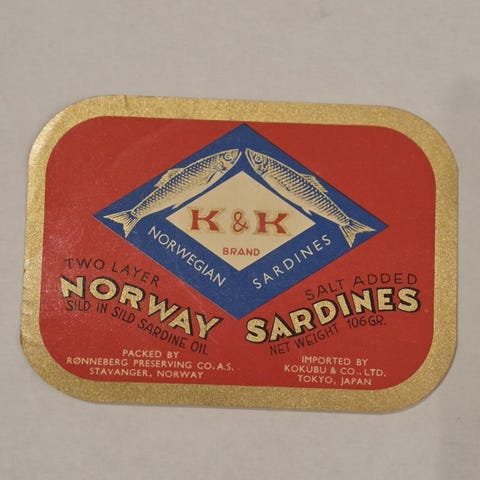 K & K
BRAND
NORWEGIAN SARDINES
TWO LAYER
NORWAY
SILD IN SILD SARDINE OIL
PACKED BY
RØNNEBERG PRESERVING CO. A.S.
STAVANGER, NORWAY
SALT ADDED
SARDINES
NET WEIGHT 106 GR.
IMPORTED BY
KOKUBU & CO., LTD.
TOKYO, JAPAN